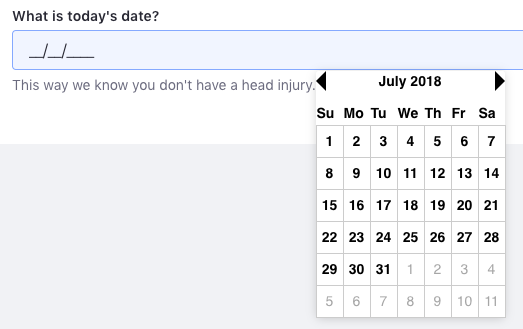 What is today's date?
__/__/____
This way we know you don't have a head injury.
July 2018
Su Mo Tu We Th Fr Sa
1 2 3 4 5 6 7
8 9 10 11 12 13 14
15 16 17 18 19 20 21
22 23 24 25 26 27 28
29 30 31 1 2 3 4
5 6 7 8 9 10 11